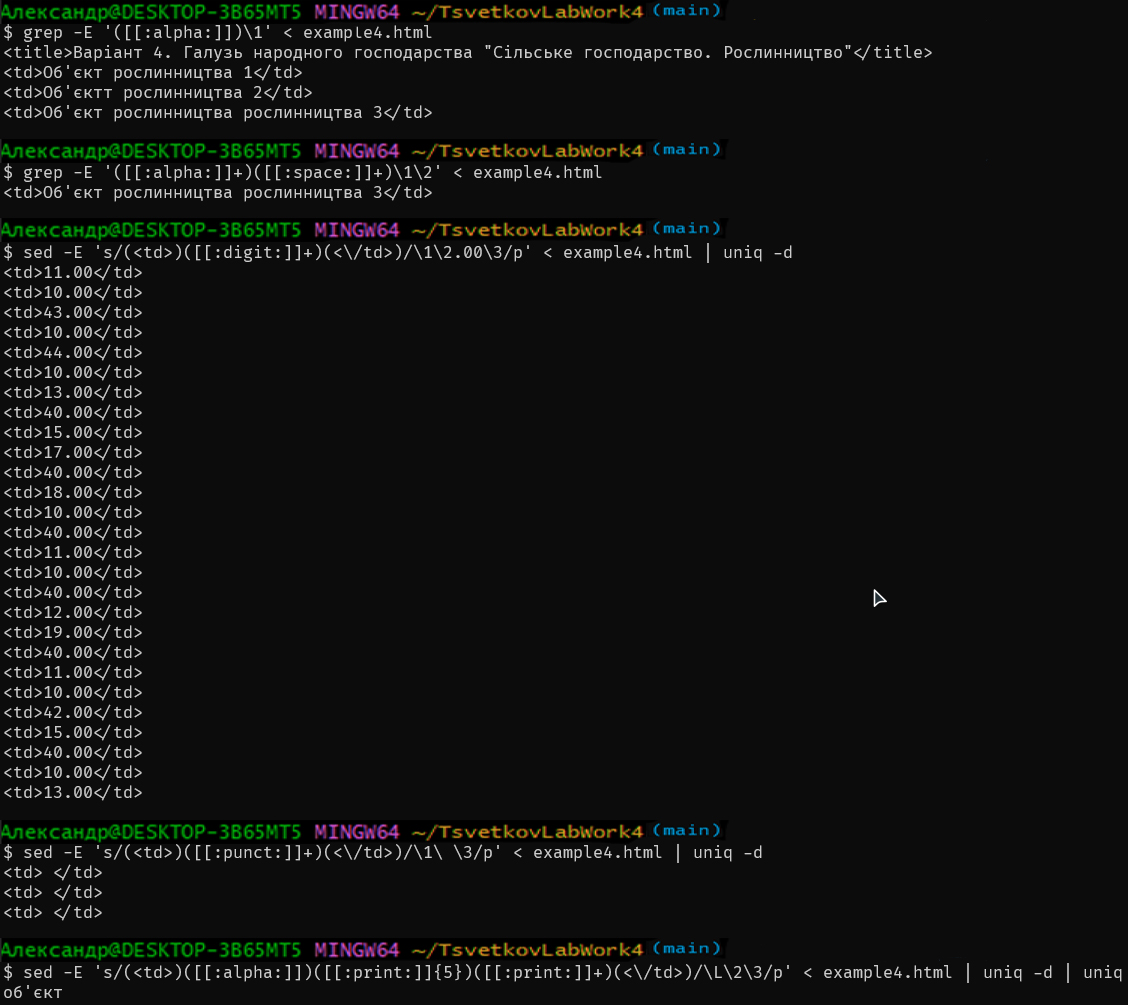 Александр@DESKTOP-3B65MT5 MINGW64 ~/TsvetkovLabWork4 (main)
$ grep -E '([[:alpha:]])\1' < example4.html
<title>Варіант 4. Галузь народного господарства "Сільське господарство. Рослинництво"</title>
<td>Об'єкт рослинництва 1</td>
<td>Об'єктт рослинництва 2</td>
<td>Об'єкт рослинництва рослинництва 3</td>
Александр@DESKTOP-3B65MT5 MINGW64 ~/TsvetkovLabWork4 (main)
$ grep -E '([[:alpha:]]+)([[:space:]]+)\1\2' < example4.html
<td>Об'єкт рослинництва рослинництва 3</td>
Александр@DESKTOP-3B65MT5 MINGW64 ~/TsvetkovLabWork4 (main)
$ sed -E 's/(<td>)([[:digit:]]+)(<\/td>)/\1\2.00\3/p' < example4.html | uniq -d
<td>11.00</td>
<td>10.00</td>
<td>43.00</td>
<td>10.00</td>
<td>44.00</td>
<td>10.00</td>
<td>13.00</td>
<td>40.00</td>
<td>15.00</td>
<td>17.00</td>
<td>40.00</td>
<td>18.00</td>
<td>10.00</td>
<td>40.00</td>
<td>11.00</td>
<td>10.00</td>
<td>40.00</td>
<td>12.00</td>
<td>19.00</td>
<td>40.00</td>
<td>11.00</td>
<td>10.00</td>
<td>42.00</td>
<td>15.00</td>
<td>40.00</td>
<td>10.00</td>
<td>13.00</td>
Александр@DESKTOP-3B65MT5 MINGW64 ~/TsvetkovLabWork4 (main)
$ sed -E 's/(<td>)([[:punct:]]+)(<\/td>)/\1\ \3/p' < example4.html | uniq -d
<td> </td>
<td> </td>
<td> </td>
Александр@DESKTOP-3B65MT5 MINGW64 ~/TsvetkovLabWork4 (main)
$ sed -E 's/(<td>)([[:alpha:]])([[:print:]]{5})([[:print:]]+)(<\/td>)/\L\2\3/p' < example4.html | uniq -d | uniq
об'єкт